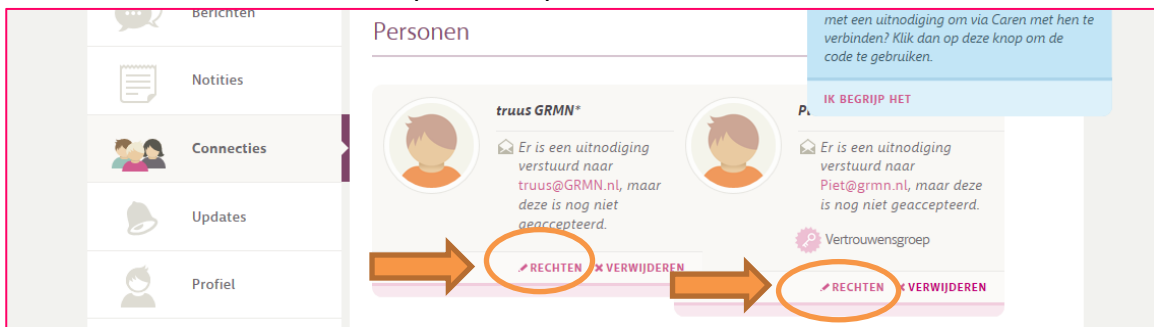 Berichten
Notities
Connecties
Updates
Profiel
Personen
met een uitnodiging om via Caren met hen te
verbinden? Klik dan op deze knop om de
code te gebruiken.
IK BEGRIJP HET
truus GRMN*
Er is een uitnodiging
verstuurd naar
truus@GRMN.nl, maar
deze is nog niet
geaccepteerd.
RECHTEN × VERWIJDEREN
Er is een uitnodiging
verstuurd naar
Piet@grmn.nl, maar deze
is nog niet geaccepteerd.
Vertrouwensgroep
RECHTEN × VERWIJDEREN